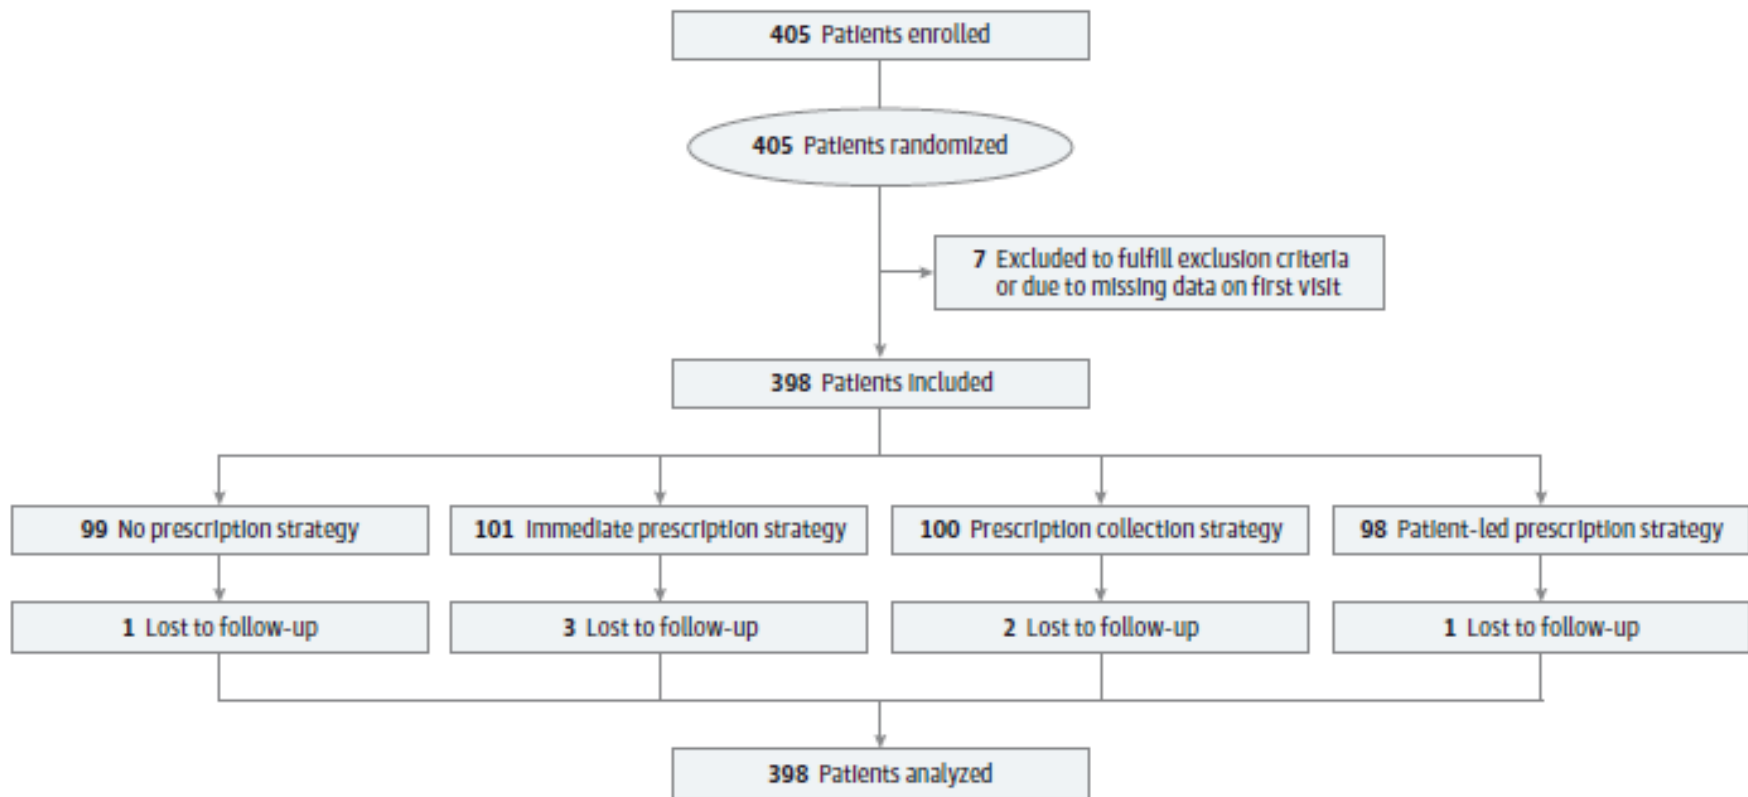 405 Patients enrolled
405 Patients randomized
7 Excluded to fulfill exclusion criteria
or due to missing data on first visit
398 Patients included
99 No prescription strategy
101 Immediate prescription strategy
100 Prescription collection strategy
98 Patient-led prescription strategy
1 Lost to follow-up
3 Lost to follow-up
2 Lost to follow-up
1 Lost to follow-up
398 Patients analyzed